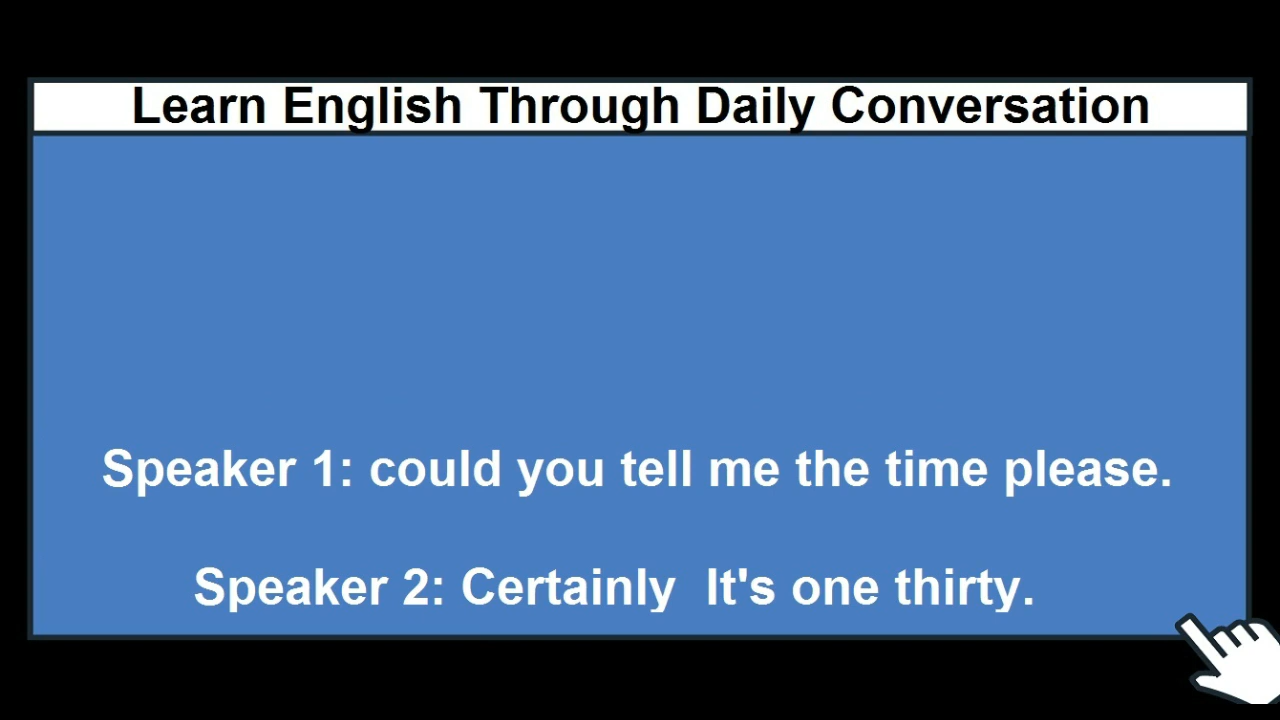 Learn English Through Daily Conversation
Speaker 1: could you tell me the time please.
Speaker 2: Certainly  It's one thirty.